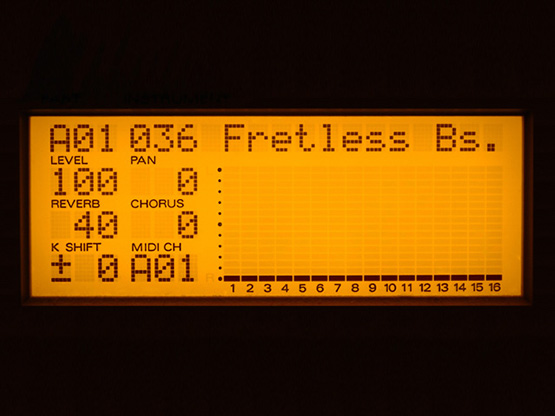 A01 036 Fretless Bs.
LEVEL PAN
100 0
REVERB CHORUS
40 0
K SHIFT MIDI CH
± 0 A01
1 2 3 4 5 6 7 8 9 10 11 12 13 14 15 16